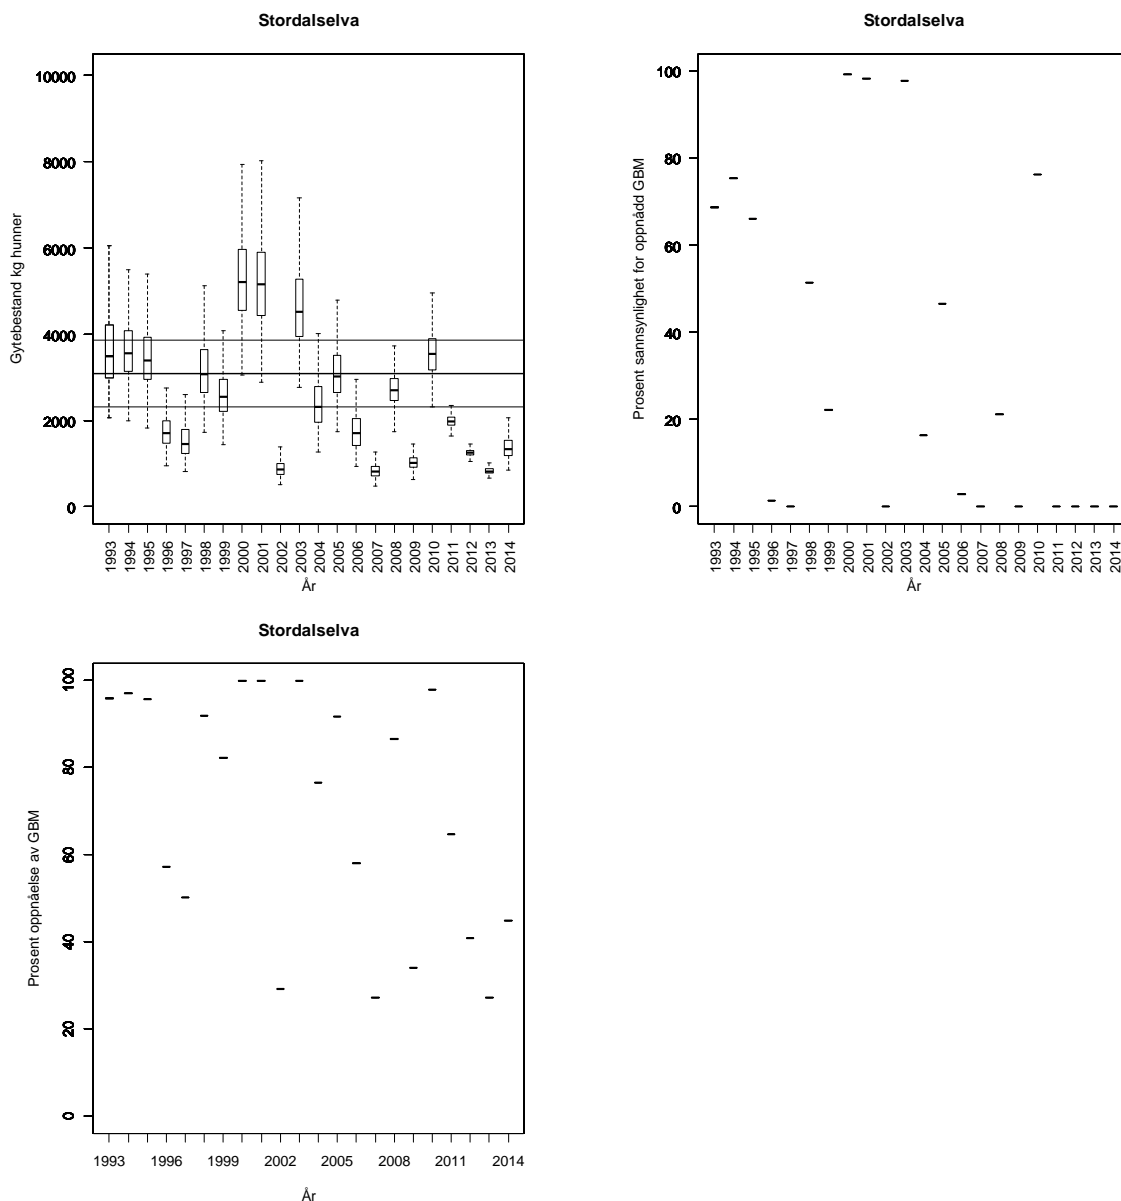 Stordalselva
Gytebestand kg hunner
10000
8000
6000
4000
2000
0
1993 1994 1995 1996 1997 1998 1999 2000 2001 2002 2003 2004 2005 2006 2007 2008 2009 2010 2011 2012 2013 2014
År
Stordalselva
Prosent sannsynlighet for oppnådd GBM
100
80
60
40
20
0
1993 1994 1995 1996 1997 1998 1999 2000 2001 2002 2003 2004 2005 2006 2007 2008 2009 2010 2011 2012 2013 2014
År
Stordalselva
Prosent oppnåelse av GBM
100
80
60
40
20
0
1993 1996 1999 2002 2005 2008 2011 2014
År